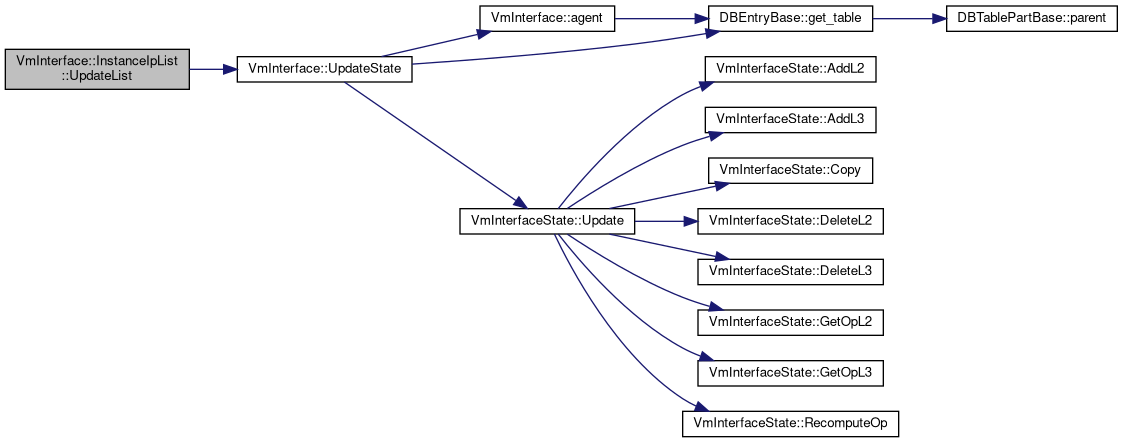 VmInterface::InstanceIpList
::UpdateList
VmInterface::UpdateState
VmInterface::agent
DBEntryBase::get_table
DBTablePartBase::parent
VmInterfaceState::Update
VmInterfaceState::AddL2
VmInterfaceState::AddL3
VmInterfaceState::Copy
VmInterfaceState::DeleteL2
VmInterfaceState::DeleteL3
VmInterfaceState::GetOpL2
VmInterfaceState::GetOpL3
VmInterfaceState::RecomputeOp